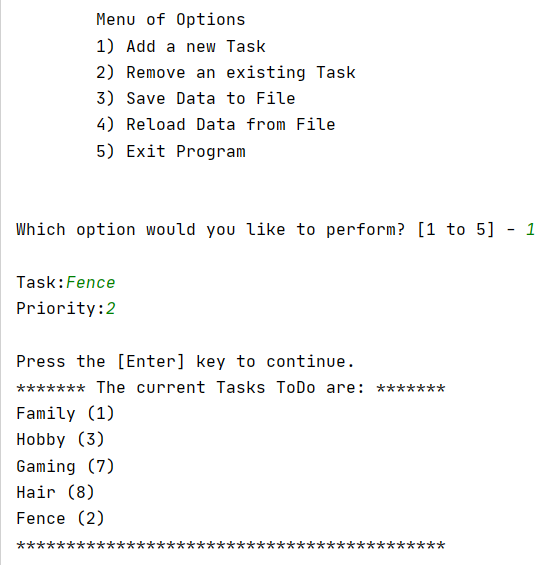 Menu of Options
1) Add a new Task
2) Remove an existing Task
3) Save Data to File
4) Reload Data from File
5) Exit Program
Which option would you like to perform? [1 to 5] - 1
Task:Fence
Priority:2
Press the [Enter] key to continue.
******* The current Tasks ToDo are: *******
Family (1)
Hobby (3)
Gaming (7)
Hair (8)
Fence (2)
*******************************************